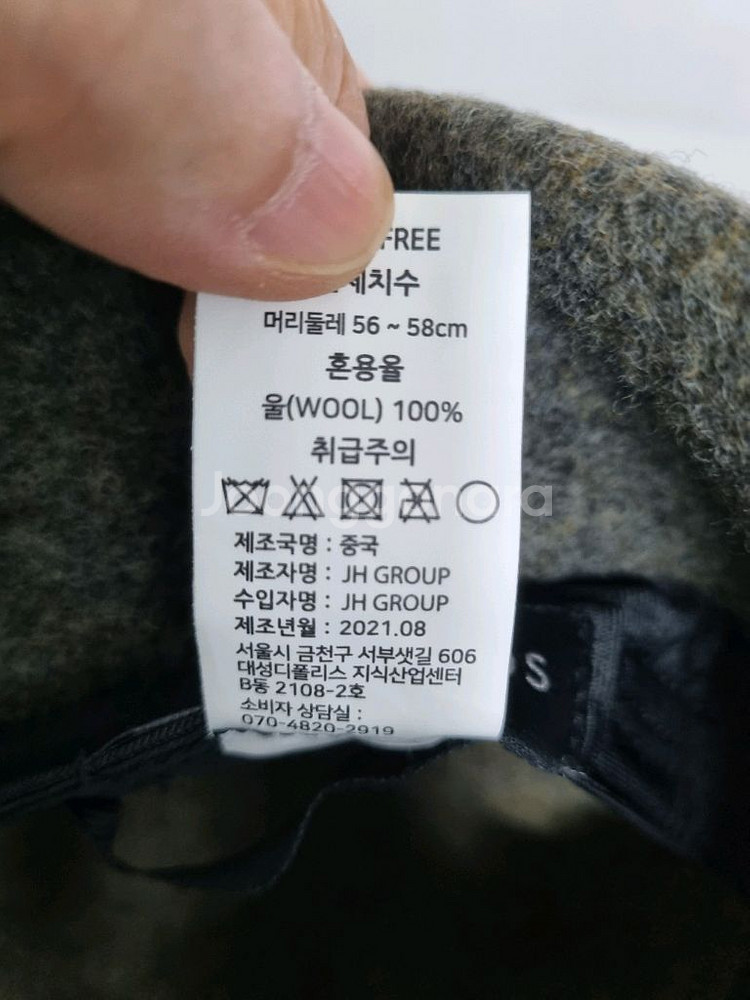 FREE
체치수
머리둘레 56 ~ 58cm
혼용율
울(WOOL) 100%
취급주의
Joonggonara
제조국명 : 중국
제조자명 : JH GROUP
수입자명 : JH GROUP
제조년월 : 2021.08
서울시 금천구 서부샛길 606
대성디폴리스 지식산업센터
B동 2108-2호
소비자 상담실 :
070-4820-2919